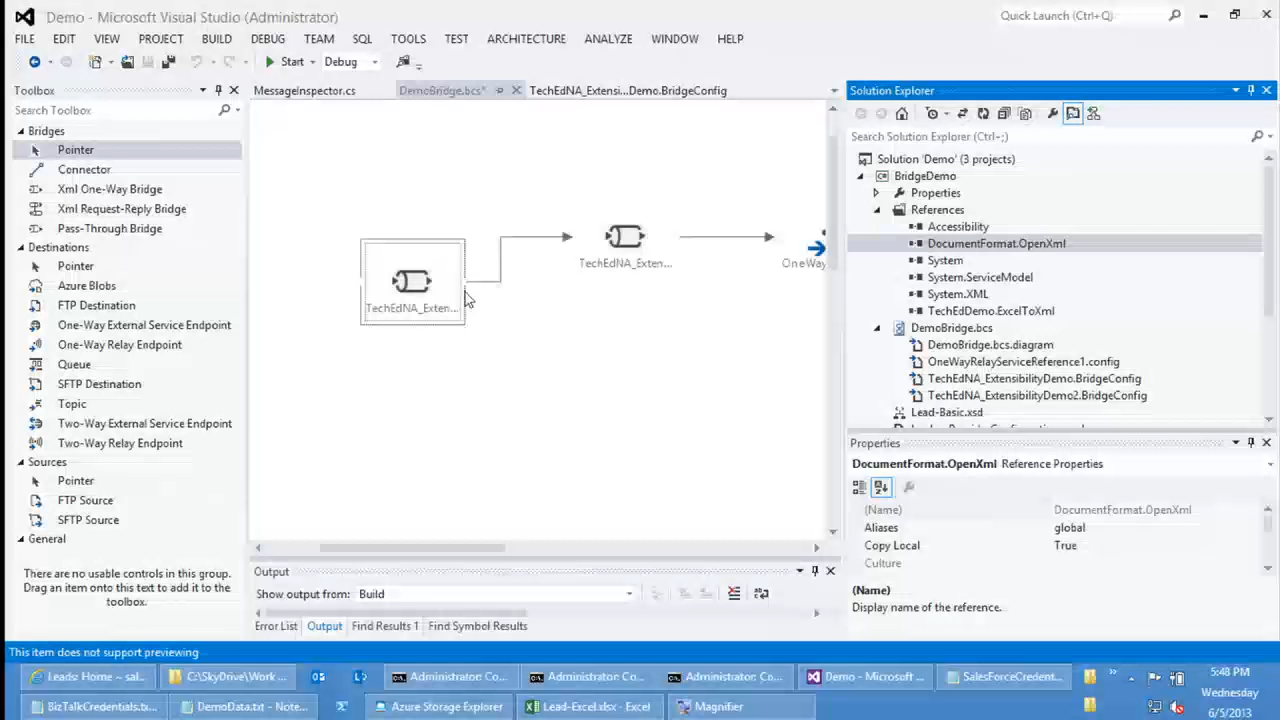 Demo - Microsoft Visual Studio (Administrator)
Quick Launch (Ctrl+Q)
FILE EDIT VIEW PROJECT BUILD DEBUG TEAM SQL TOOLS TEST ARCHITECTURE ANALYZE WINDOW HELP
Start Debug
Toolbox
Search Toolbox
Bridges
Pointer
Connector
Xml One-Way Bridge
Xml Request-Reply Bridge
Pass-Through Bridge
Destinations
Pointer
Azure Blobs
FTP Destination
One-Way External Service Endpoint
One-Way Relay Endpoint
Queue
SFTP Destination
Topic
Two-Way External Service Endpoint
Two-Way Relay Endpoint
Sources
Pointer
FTP Source
SFTP Source
General
There are no usable controls in this group.
Drag an item onto this text to add it to the
toolbox.
MessageInspector.cs DemoBridge.bcs* TechEdNA_Extensi...Demo.BridgeConfig
TechEdNA_Exten...
TechEdNA_Exten...
OneWay
Output
Show output from: Build
Error List Output Find Results 1 Find Symbol Results
Solution Explorer
Search Solution Explorer (Ctrl+;)
Solution 'Demo' (3 projects)
BridgeDemo
Properties
References
Accessibility
DocumentFormat.OpenXml
System
System.ServiceModel
System.XML
TechEdDemo.ExcelToXml
DemoBridge.bcs
DemoBridge.bcs.diagram
OneWayRelayServiceReference1.config
TechEdNA_ExtensibilityDemo.BridgeConfig
TechEdNA_ExtensibilityDemo2.BridgeConfig
Lead-Basic.xsd
Properties
DocumentFormat.OpenXml Reference Properties
(Name) DocumentFormat.OpenXml
Aliases global
Copy Local True
Culture
(Name)
Display name of the reference.
This item does not support previewing
Leads: Home ~ sal... C:\SkyDrive\Work ... Administrator: Co... Administrator: Co... Administrator: Co... Demo - Microsoft ... SalesForceCredent...
BizTalkCredentials.tx... DemoData.txt - Note... Azure Storage Explorer Lead-Excel.xlsx - Excel Magnifier
5:48 PM
Wednesday
6/5/2013